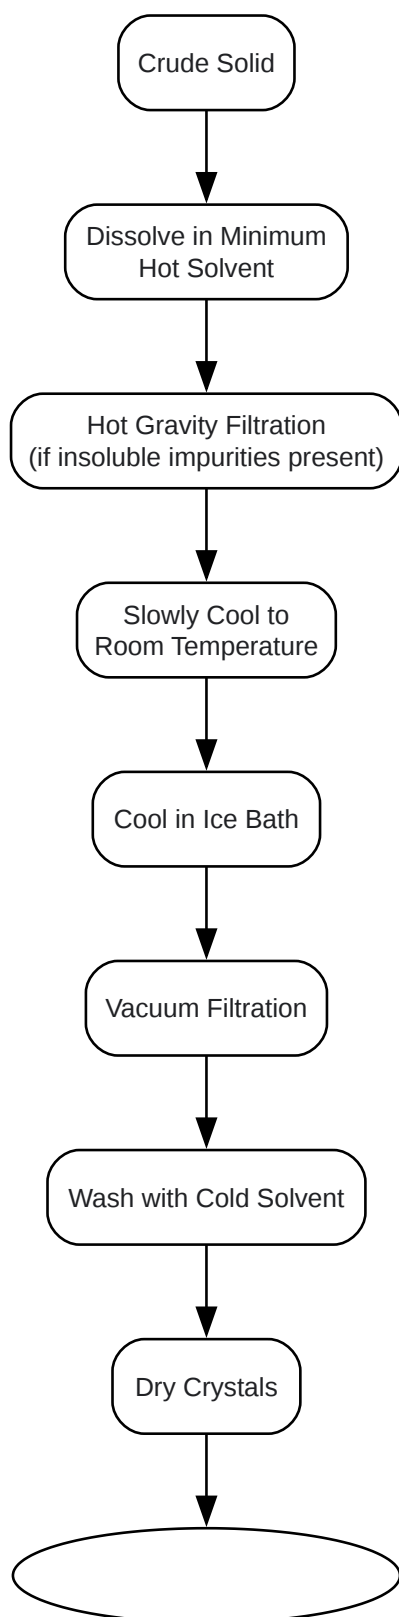 Crude Solid
Dissolve in Minimum
Hot Solvent
Hot Gravity Filtration
(if insoluble impurities present)
Slowly Cool to
Room Temperature
Cool in Ice Bath
Vacuum Filtration
Wash with Cold Solvent
Dry Crystals